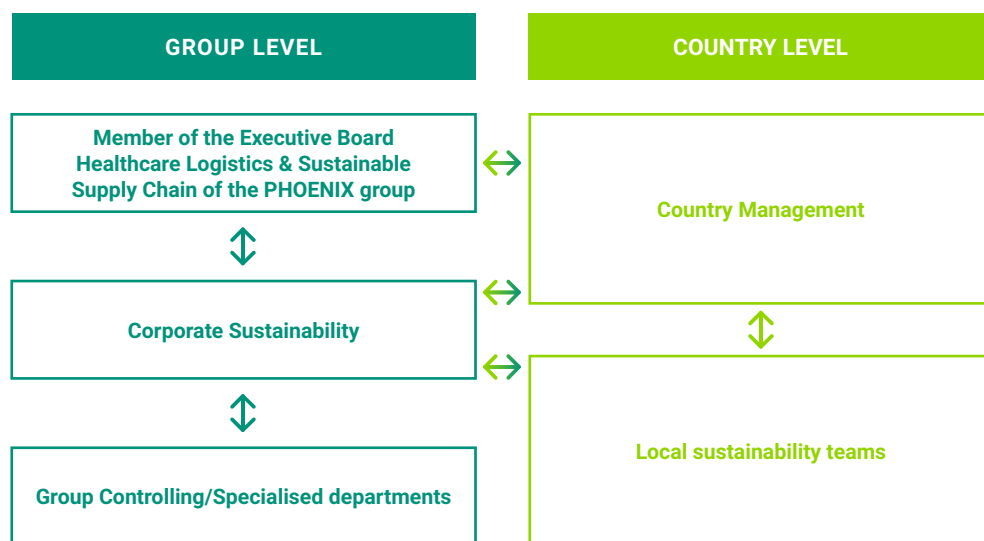 GROUP LEVEL
COUNTRY LEVEL
Member of the Executive Board
Healthcare Logistics & Sustainable
Supply Chain of the PHOENIX group
Country Management
Corporate Sustainability
Local sustainability teams
Group Controlling/Specialised departments